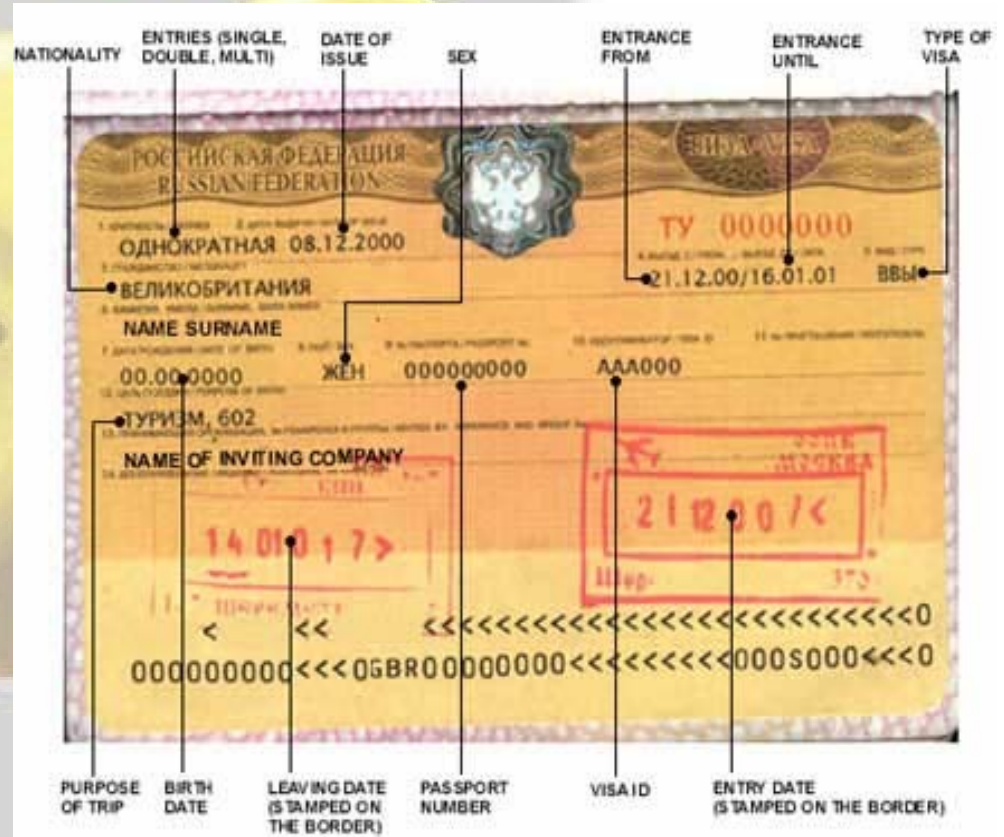 NATIONALITY
ENTRIES (SINGLE, DOUBLE, MULTI)
DATE OF ISSUE
SEX
ENTRANCE FROM
ENTRANCE UNTIL
TYPE OF VISA
РОССИЙСКАЯ ФЕДЕРАЦИЯ
RUSSIAN FEDERATION
ВИЗА/VISA
ТУ 0000000
ОДНОКРАТНАЯ 08.12.2000
21.12.00/16.01.01 ВВЫ
ВЕЛИКОБРИТАНИЯ
NAME SURNAME
00.00.0000 ЖЕН 000000000 AAA000
ТУРИЗМ, 602
NAME OF INVITING COMPANY
МОСКВА
21 12 00 / <
14 01 0 1 7 >
370
< << <<<<<<<<<<<<<<<<<<<<<<<<<<<0
000000000<<<0GBR00000000<<<<<<<<<000S000<<<0
PURPOSE OF TRIP
BIRTH DATE
LEAVING DATE (STAMPED ON THE BORDER)
PASSPORT NUMBER
VISA ID
ENTRY DATE (STAMPED ON THE BORDER)